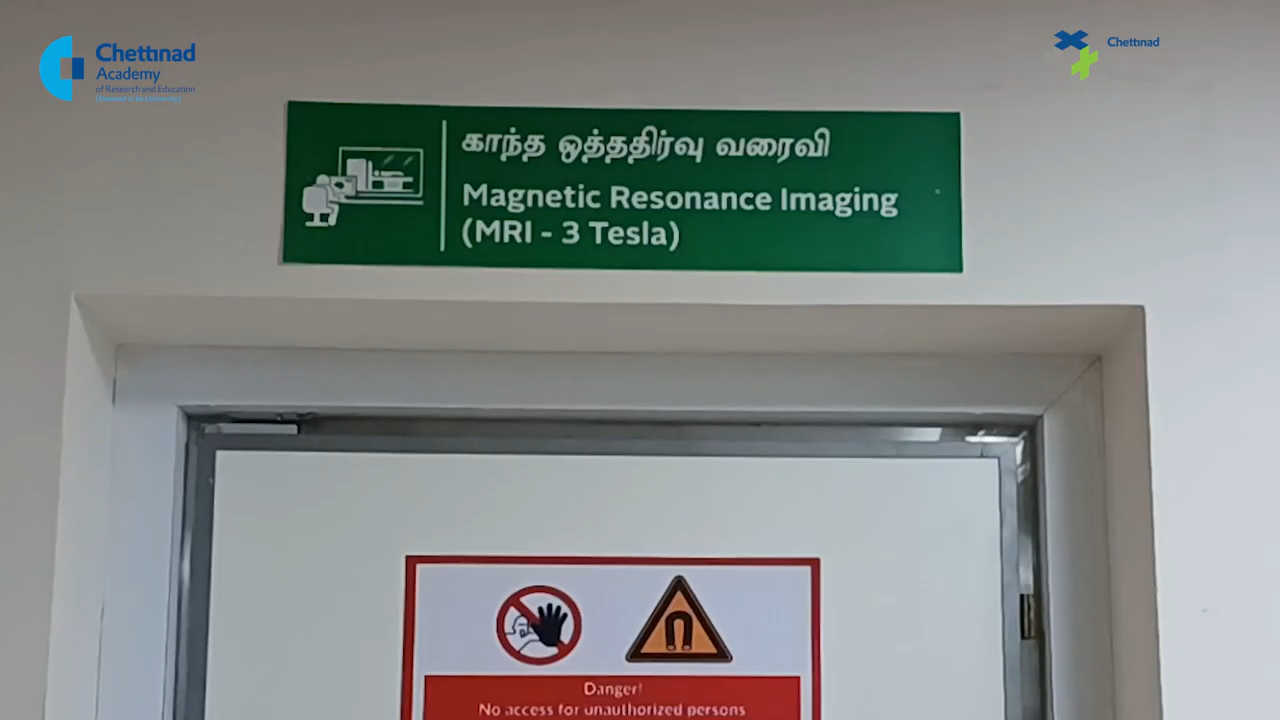 Chettinad
Academy
of Research and Education
(Deemed to be University)
Chettinad
காந்த ஒத்ததிர்வு வரைவி
Magnetic Resonance Imaging
(MRI - 3 Tesla)
Danger!
No access for unauthorized persons